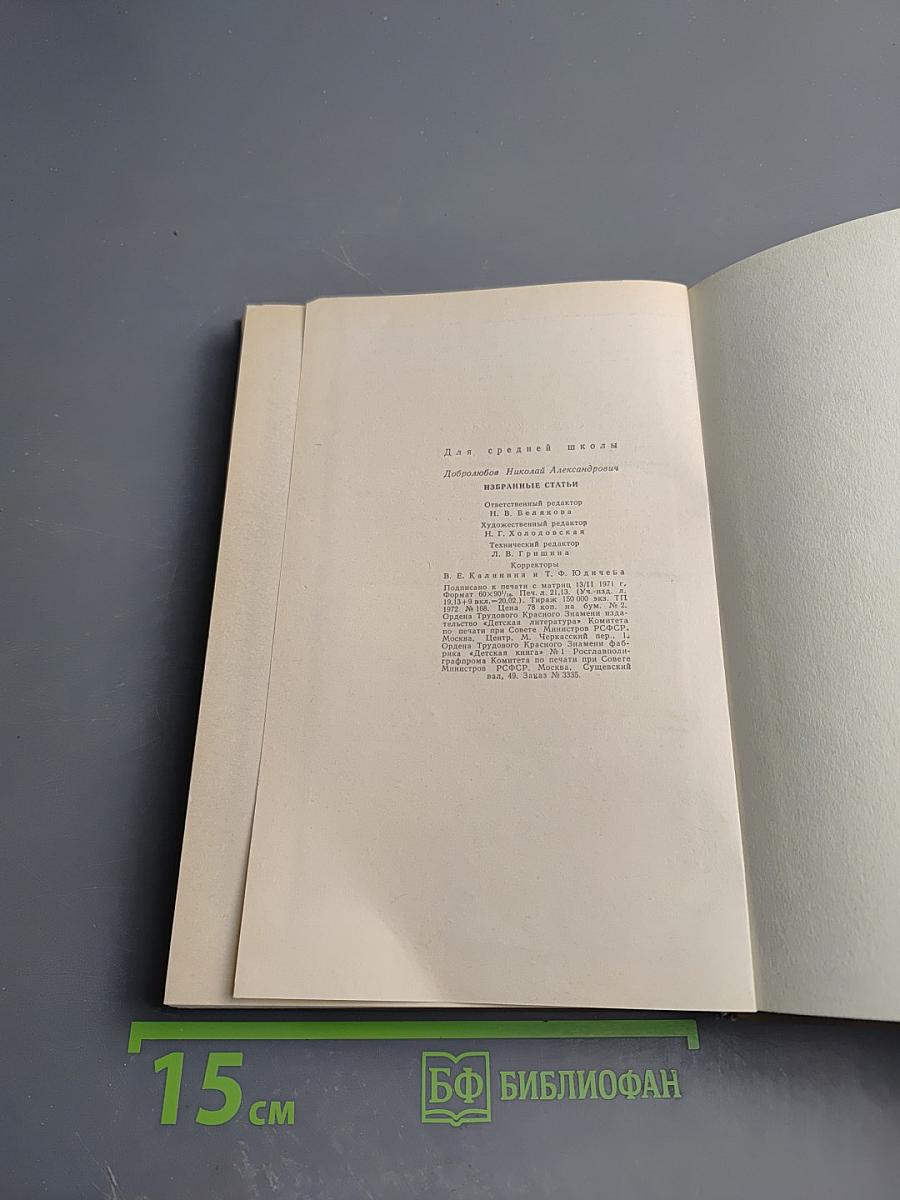 Для средней школы
Добролюбов Николай Александрович
ИЗБРАННЫЕ СТАТЬИ
Ответственный редактор
Н. В. Белякова
Художественный редактор
Н. Г. Холодовская
Технический редактор
Л. В. Гришина
Корректоры
В. Е. Калинина и Т. Ф. Юдичева
Подписано к печати с матриц 13/II 1971 г.
Формат 60×90¹/₁₆. Печ. л. 21,13. (Уч.-изд. л.
19,13+9 вкл.=20,02.). Тираж 150 000 экз. ТП
1972 № 168. Цена 78 коп. на бум. № 2.
Ордена Трудового Красного Знамени изда-
тельство «Детская литература» Комитета
по печати при Совете Министров РСФСР.
Москва, Центр, М. Черкасский пер., 1.
Ордена Трудового Красного Знамени фаб-
рика «Детская книга» № 1 Росглавполи-
графпрома Комитета по печати при Совете
Министров РСФСР. Москва, Сущевский
вал, 49. Заказ № 3335.
15 см
БФ БИБЛИОФАН